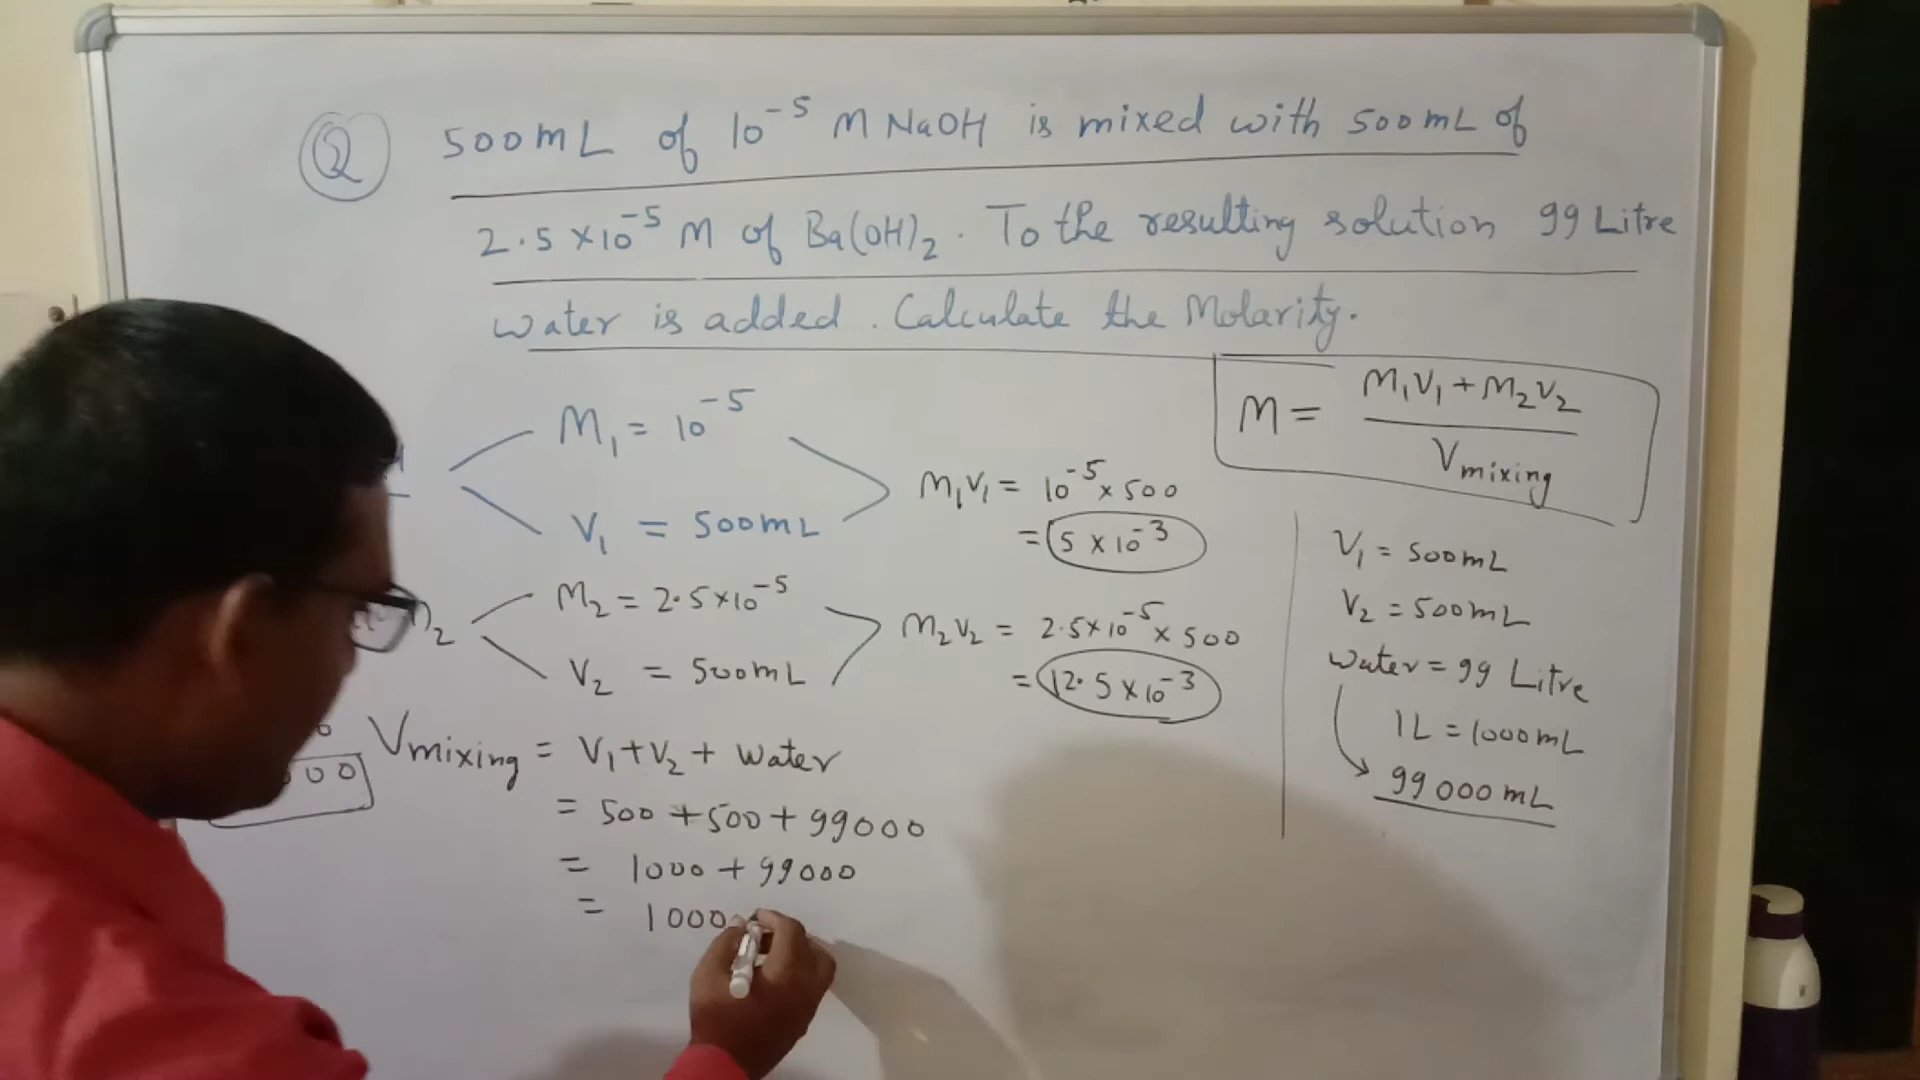 Q 500mL of 10⁻⁵ M NaOH is mixed with 500mL of
2.5×10⁻⁵ M of Ba(OH)₂. To the resulting solution 99 Litre
water is added. Calculate the Molarity.
M = (M₁V₁ + M₂V₂) / Vmixing
M₁ = 10⁻⁵
V₁ = 500mL
M₁V₁ = 10⁻⁵ × 500
= 5 × 10⁻³
M₂ = 2.5×10⁻⁵
V₂ = 500mL
M₂V₂ = 2.5×10⁻⁵ × 500
= 12.5×10⁻³
Vmixing = V₁+V₂ + Water
= 500 + 500 + 99000
= 1000 + 99000
= 1000
V₁ = 500mL
V₂ = 500mL
Water = 99 Litre
1L = 1000mL
99000mL